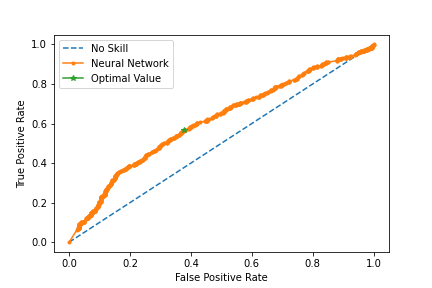 No Skill
Neural Network
Optimal Value
True Positive Rate
1.0
0.8
0.6
0.4
0.2
0.0
0.0 0.2 0.4 0.6 0.8 1.0
False Positive Rate